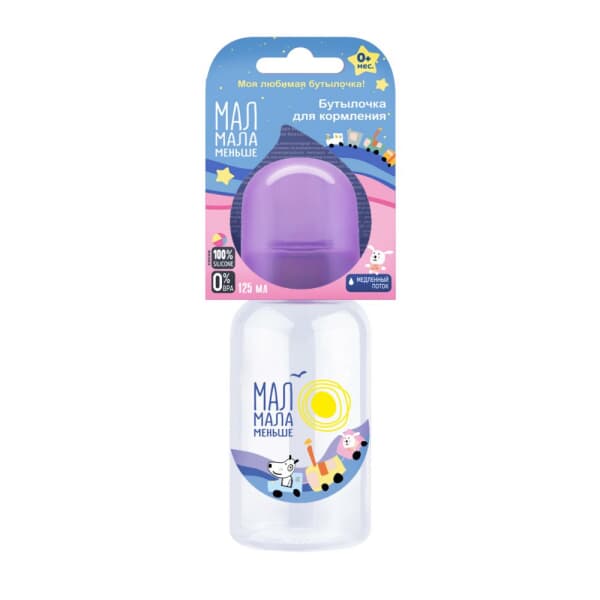 0+
мес.
Моя любимая бутылочка!
Бутылочка
для кормления
МАЛ
МАЛА
МЕНЬШЕ
100%
SILICONE
0%
BPA
125 МЛ
МЕДЛЕННЫЙ
ПОТОК
МАЛ
МАЛА
МЕНЬШЕ